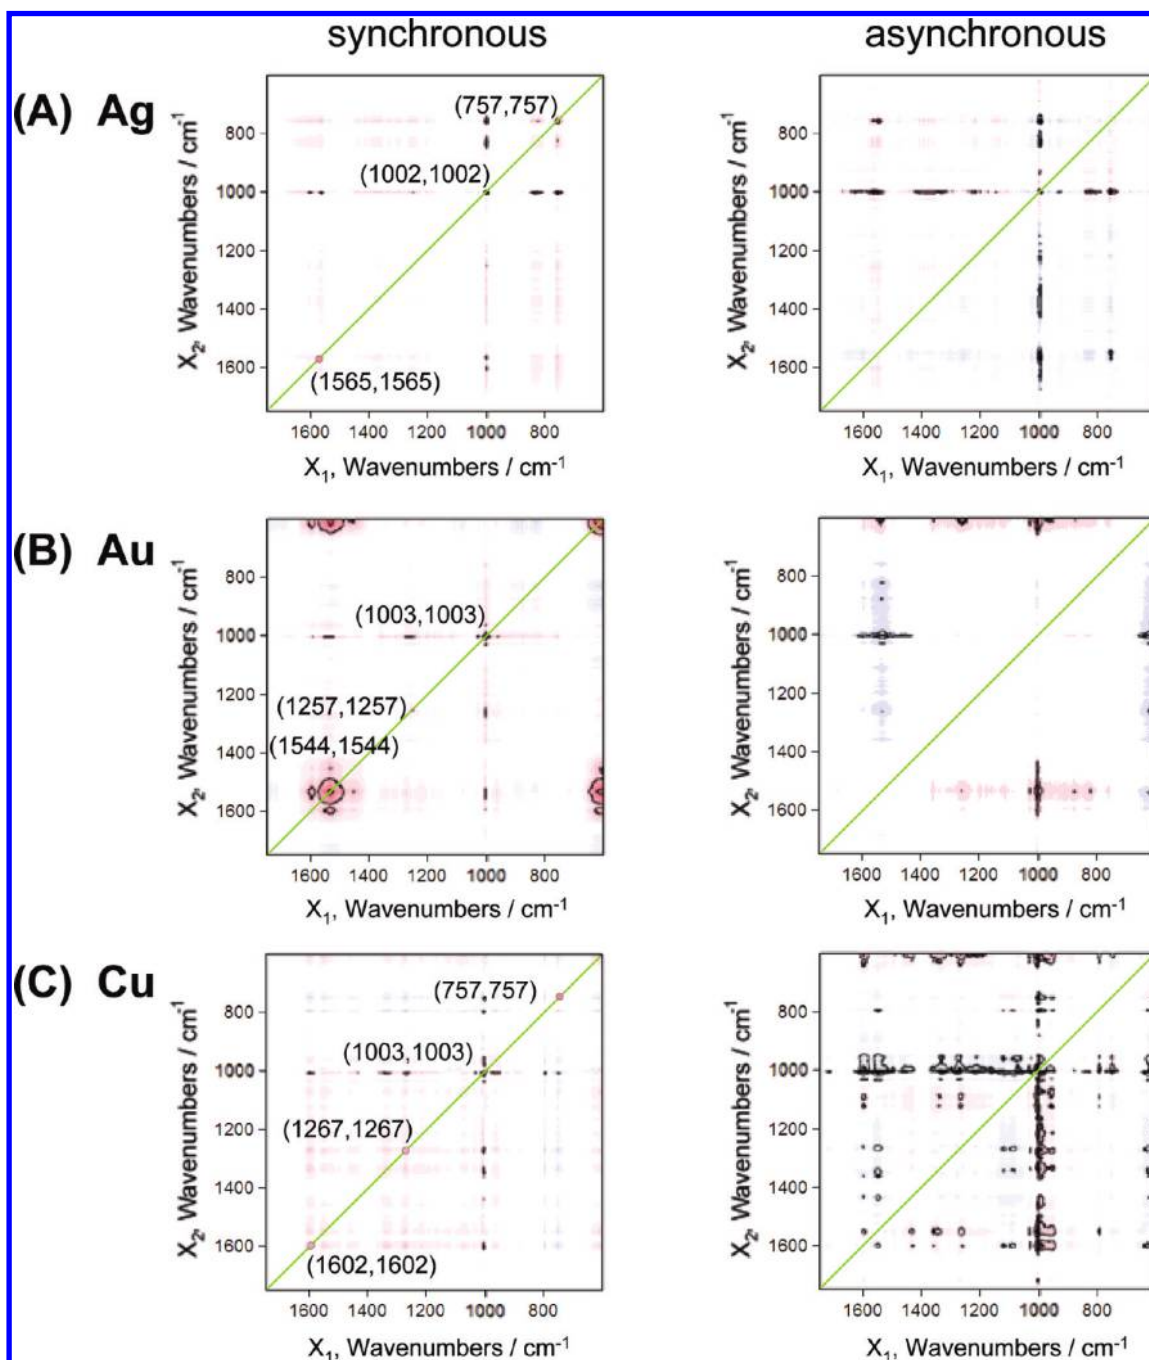 synchronous
asynchronous
(A) Ag
(757,757)
(1002,1002)
(1565,1565)
800
1000
1200
1400
1600
X2, Wavenumbers / cm-1
1600 1400 1200 1000 800
X1, Wavenumbers / cm-1
800
1000
1200
1400
1600
X2, Wavenumbers / cm-1
1600 1400 1200 1000 800
X1, Wavenumbers / cm-1
(B) Au
(1003,1003)
(1257,1257)
(1544,1544)
800
1000
1200
1400
1600
X2, Wavenumbers / cm-1
1600 1400 1200 1000 800
X1, Wavenumbers / cm-1
800
1000
1200
1400
1600
X2, Wavenumbers / cm-1
1600 1400 1200 1000 800
X1, Wavenumbers / cm-1
(C) Cu
(757,757)
(1003,1003)
(1267,1267)
(1602,1602)
800
1000
1200
1400
1600
X2, Wavenumbers / cm-1
1600 1400 1200 1000 800
X1, Wavenumbers / cm-1
800
1000
1200
1400
1600
X2, Wavenumbers / cm-1
1600 1400 1200 1000 800
X1, Wavenumbers / cm-1